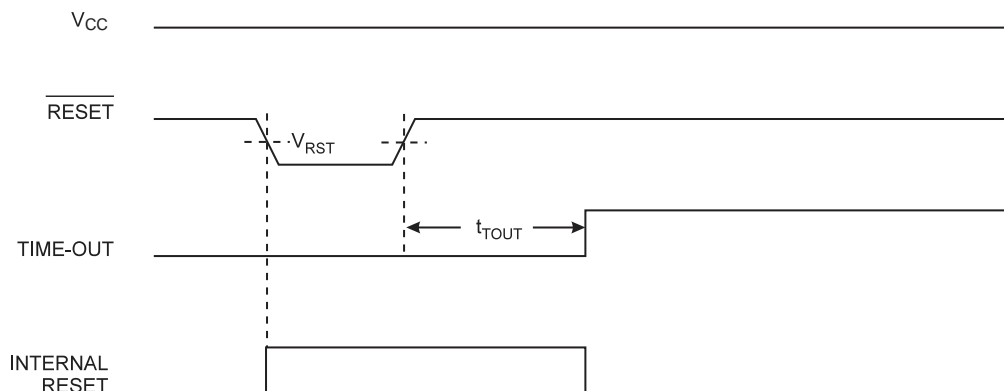 VCC
RESET
VRST
tTOUT
TIME-OUT
INTERNAL
RESET